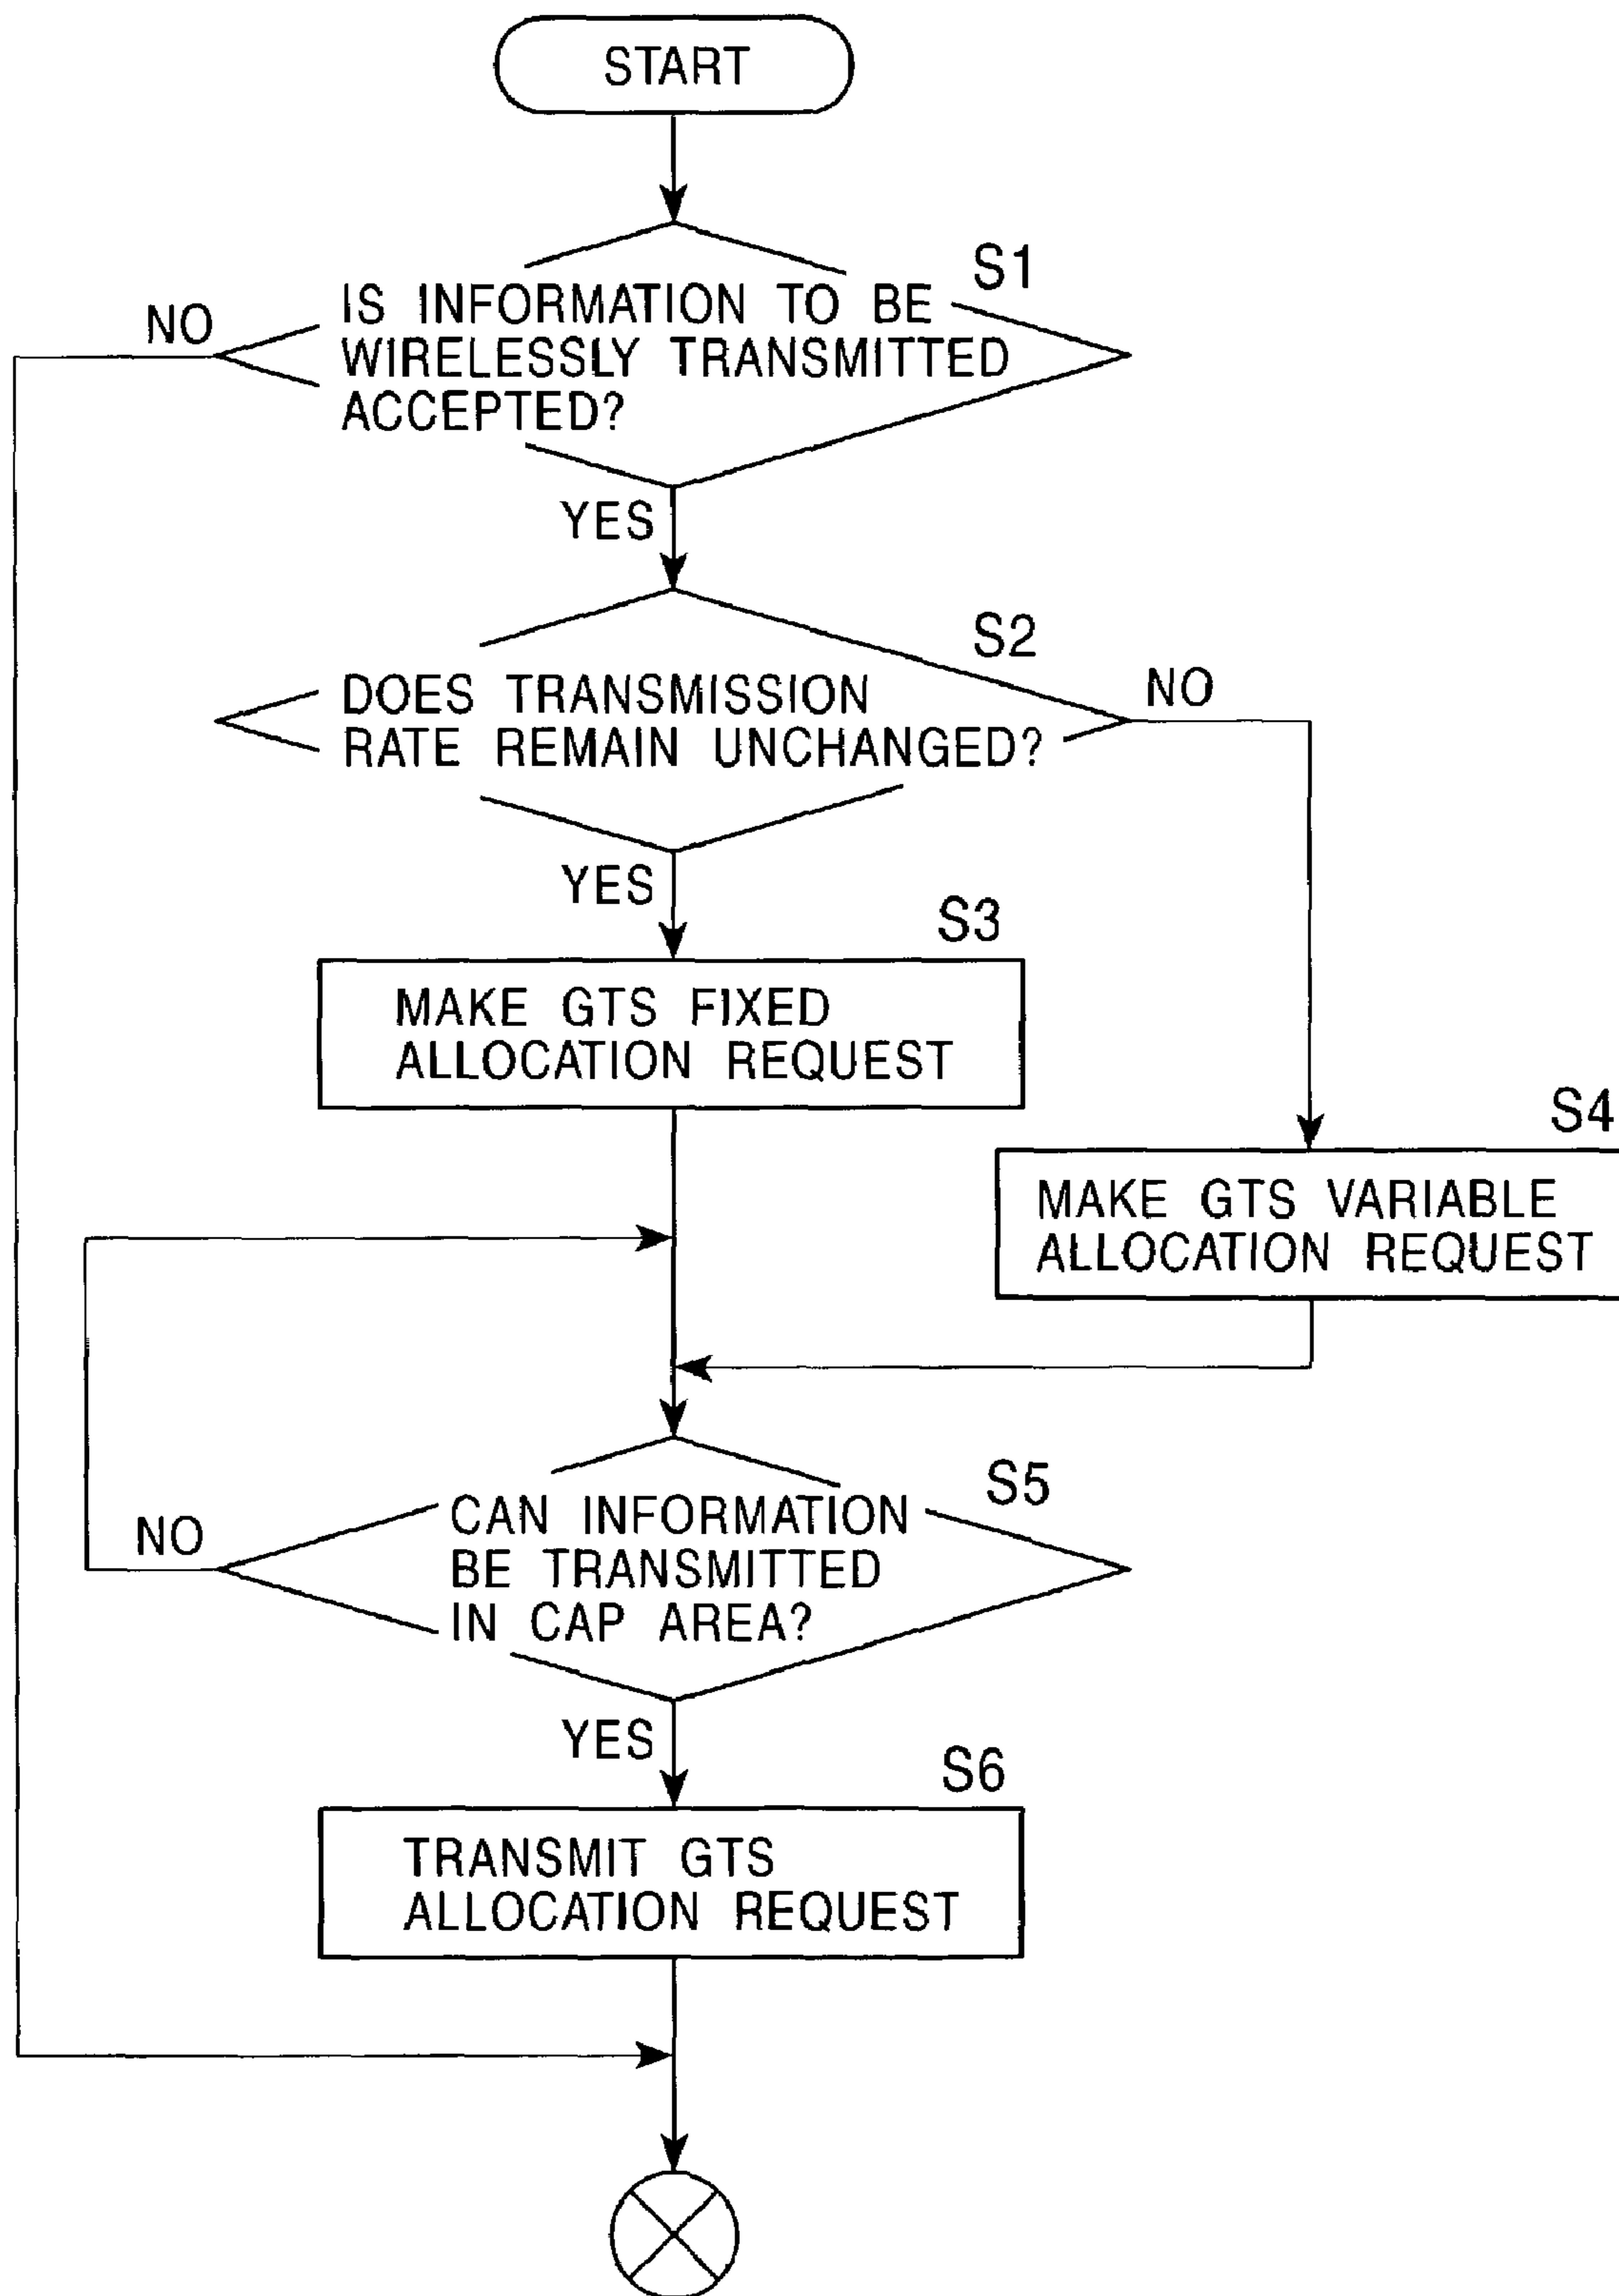 START
S1
IS INFORMATION TO BE
WIRELESSLY TRANSMITTED
ACCEPTED?
NO
YES
S2
DOES TRANSMISSION
RATE REMAIN UNCHANGED?
NO
YES
S3
MAKE GTS FIXED
ALLOCATION REQUEST
S4
MAKE GTS VARIABLE
ALLOCATION REQUEST
S5
CAN INFORMATION
BE TRANSMITTED
IN CAP AREA?
NO
YES
S6
TRANSMIT GTS
ALLOCATION REQUEST